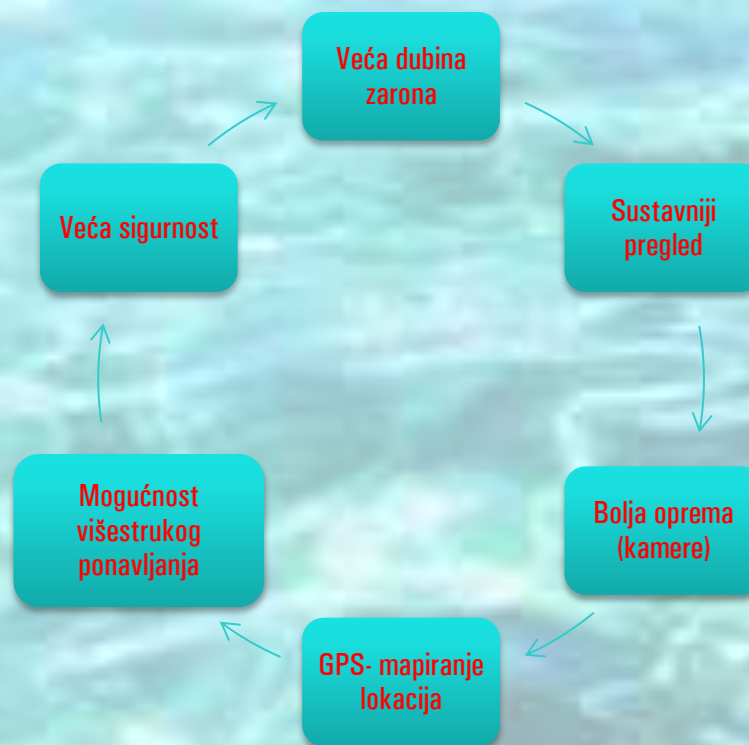 Veća dubina
zarona
Sustavniji
pregled
Bolja oprema
(kamere)
GPS- mapiranje
lokacija
Mogućnost
višestrukog
ponavljanja
Veća sigurnost